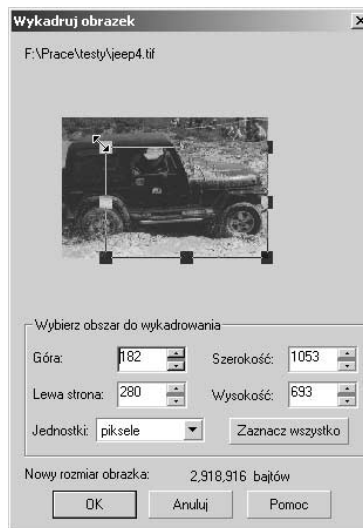 Wykadruj obrazek
F:\Prace\testy\jeep4.tif
Wybierz obszar do wykadrowania
Góra: 182 Szerokość: 1053
Lewa strona: 280 Wysokość: 693
Jednostki: piksele Zaznacz wszystko
Nowy rozmiar obrazka: 2,918,916 bajtów
OK Anuluj Pomoc